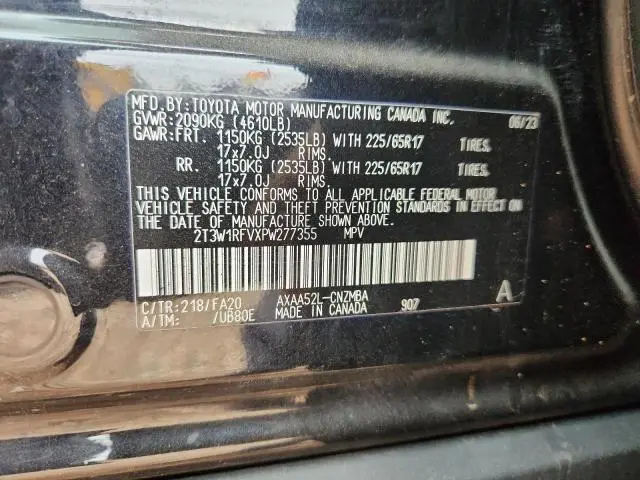 MFD.BY:TOYOTA MOTOR MANUFACTURING CANADA INC. 06/23
GVWR:2090KG (4610LB)
GAWR:FRT. 1150KG (2535LB) WITH 225/65R17 TIRES.
17x7.0J RIMS.
RR. 1150KG (2535LB) WITH 225/65R17 TIRES.
17x7.0J RIMS.
THIS VEHICLE CONFORMS TO ALL APPLICABLE FEDERAL MOTOR
VEHICLE SAFETY AND THEFT PREVENTION STANDARDS IN EFFECT ON
THE DATE OF MANUFACTURE SHOWN ABOVE.
2T3W1RFVXPW277355 MPV
C/TR:218/FA20 AXAA52L-CNZMBA 907 A
A/TM: /UB80E MADE IN CANADA